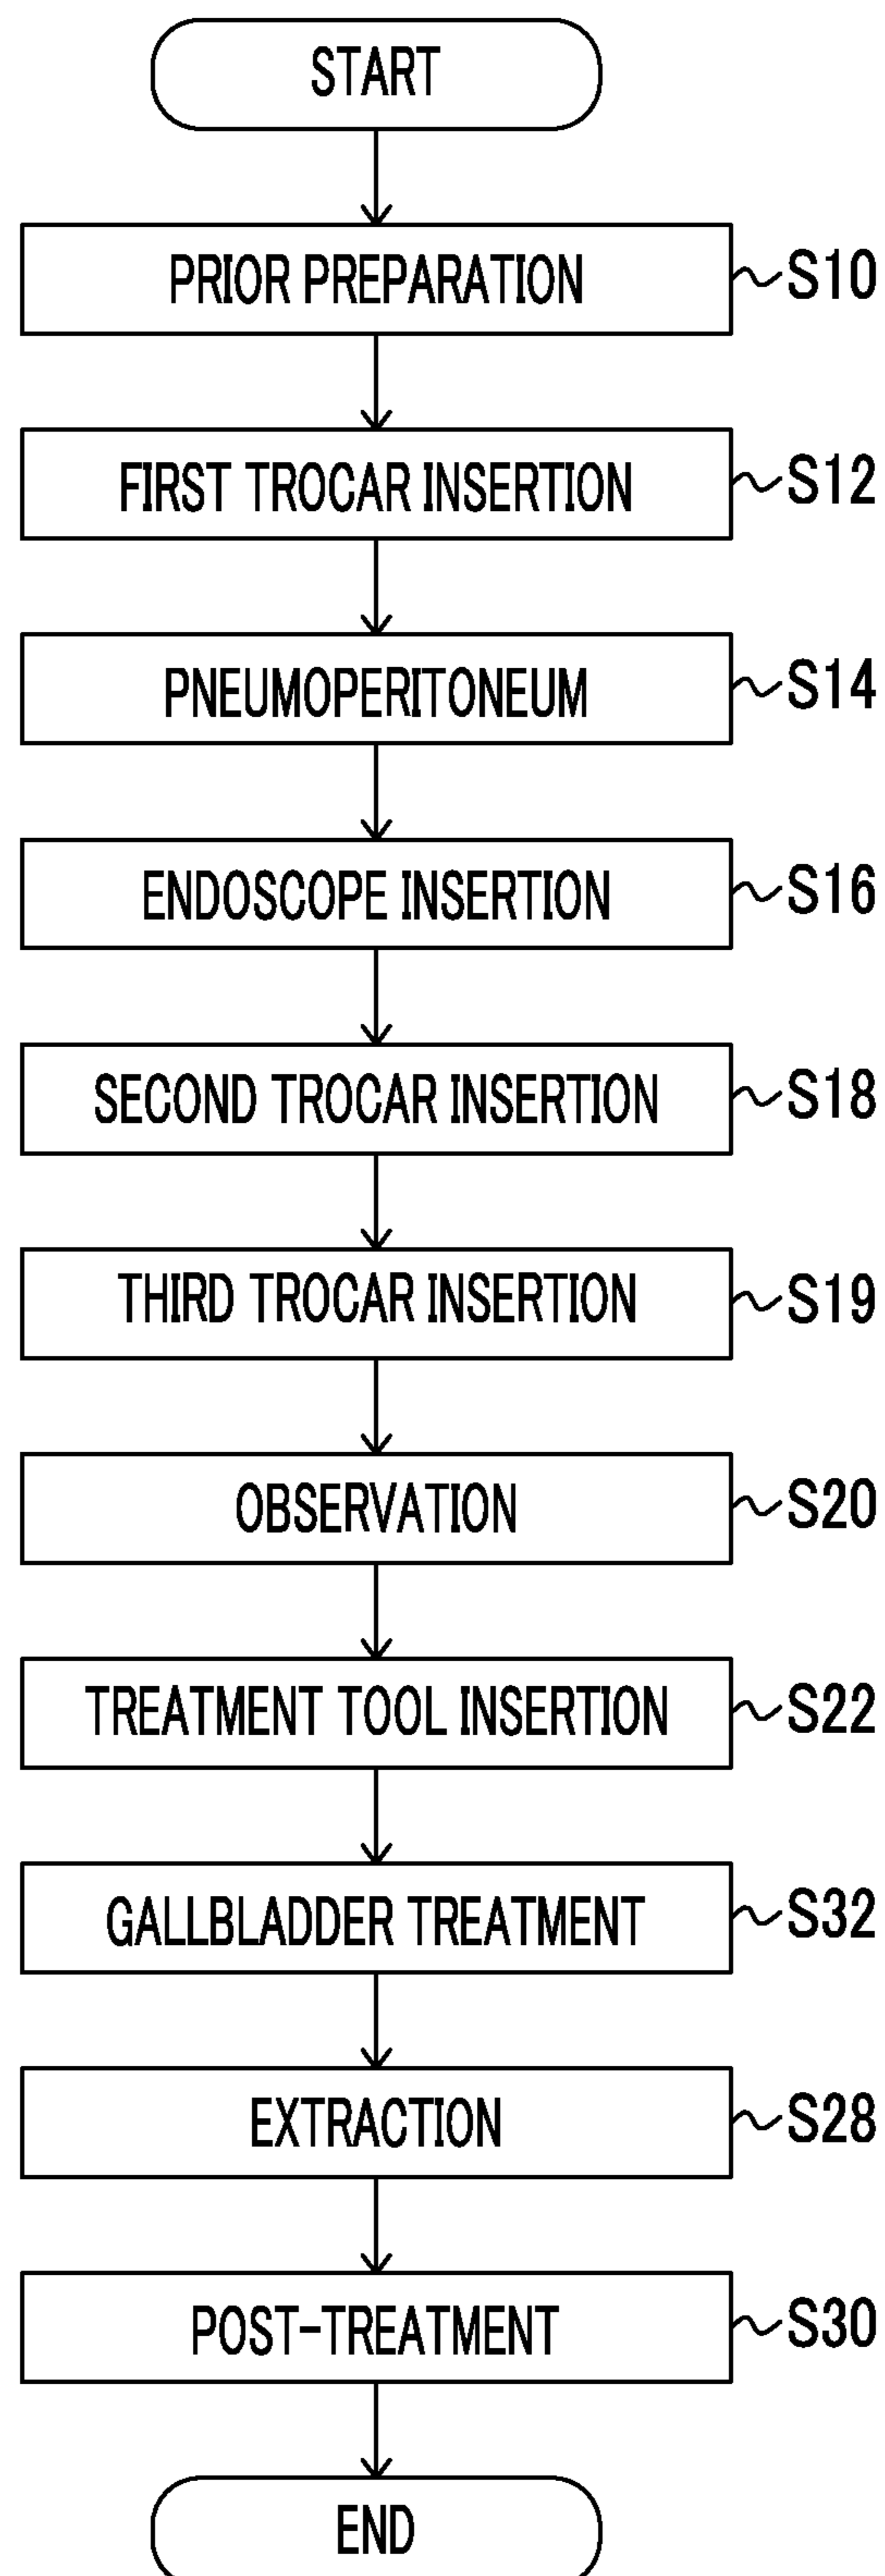 START
PRIOR PREPARATION S10
FIRST TROCAR INSERTION S12
PNEUMOPERITONEUM S14
ENDOSCOPE INSERTION S16
SECOND TROCAR INSERTION S18
THIRD TROCAR INSERTION S19
OBSERVATION S20
TREATMENT TOOL INSERTION S22
GALLBLADDER TREATMENT S32
EXTRACTION S28
POST-TREATMENT S30
END